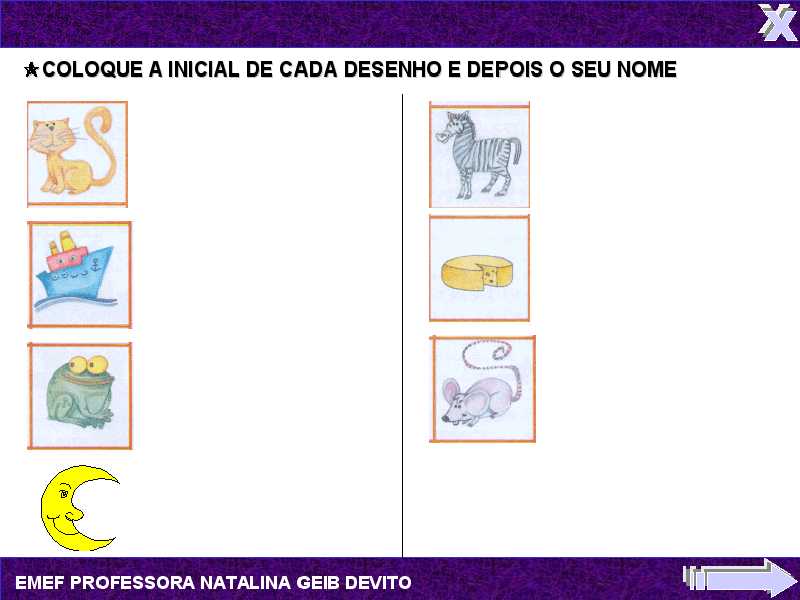 COLOQUE A INICIAL DE CADA DESENHO E DEPOIS O SEU NOME
X
EMEF PROFESSORA NATALINA GEIB DEVITO